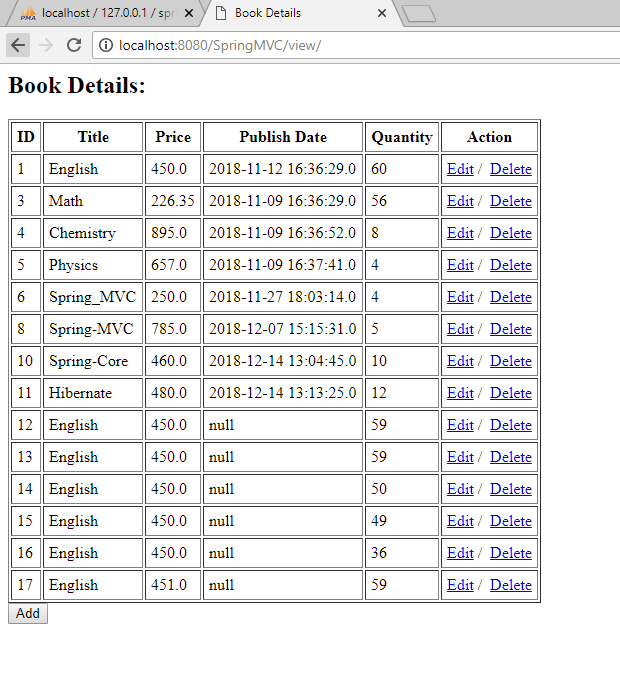 localhost / 127.0.0.1 / spr
Book Details
localhost:8080/SpringMVC/view/
Book Details:
ID Title Price Publish Date Quantity Action
1 English 450.0 2018-11-12 16:36:29.0 60 Edit / Delete
3 Math 226.35 2018-11-09 16:36:29.0 56 Edit / Delete
4 Chemistry 895.0 2018-11-09 16:36:52.0 8 Edit / Delete
5 Physics 657.0 2018-11-09 16:37:41.0 4 Edit / Delete
6 Spring_MVC 250.0 2018-11-27 18:03:14.0 4 Edit / Delete
8 Spring-MVC 785.0 2018-12-07 15:15:31.0 5 Edit / Delete
10 Spring-Core 460.0 2018-12-14 13:04:45.0 10 Edit / Delete
11 Hibernate 480.0 2018-12-14 13:13:25.0 12 Edit / Delete
12 English 450.0 null 59 Edit / Delete
13 English 450.0 null 59 Edit / Delete
14 English 450.0 null 50 Edit / Delete
15 English 450.0 null 49 Edit / Delete
16 English 450.0 null 36 Edit / Delete
17 English 451.0 null 59 Edit / Delete
Add